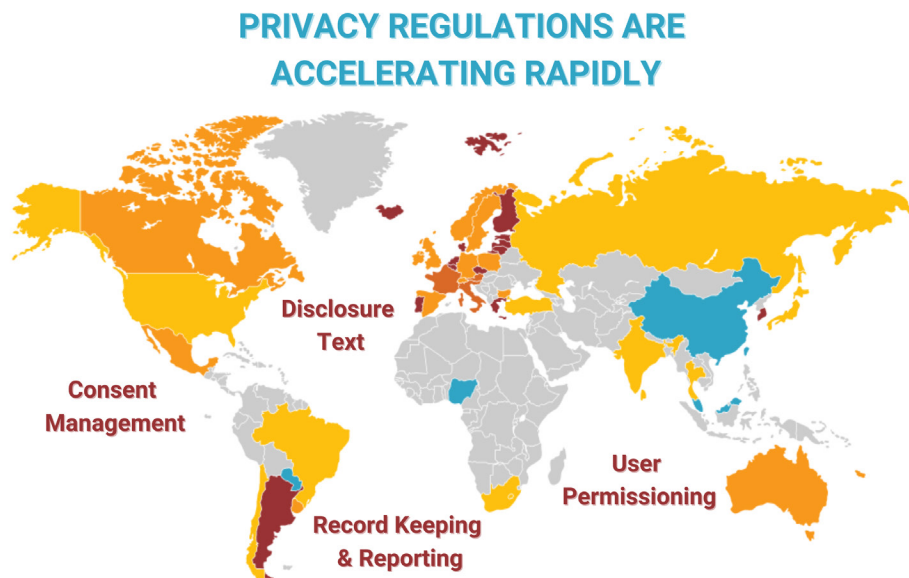 PRIVACY REGULATIONS ARE
ACCELERATING RAPIDLY
Disclosure
Text
Consent
Management
User
Permissioning
Record Keeping
& Reporting